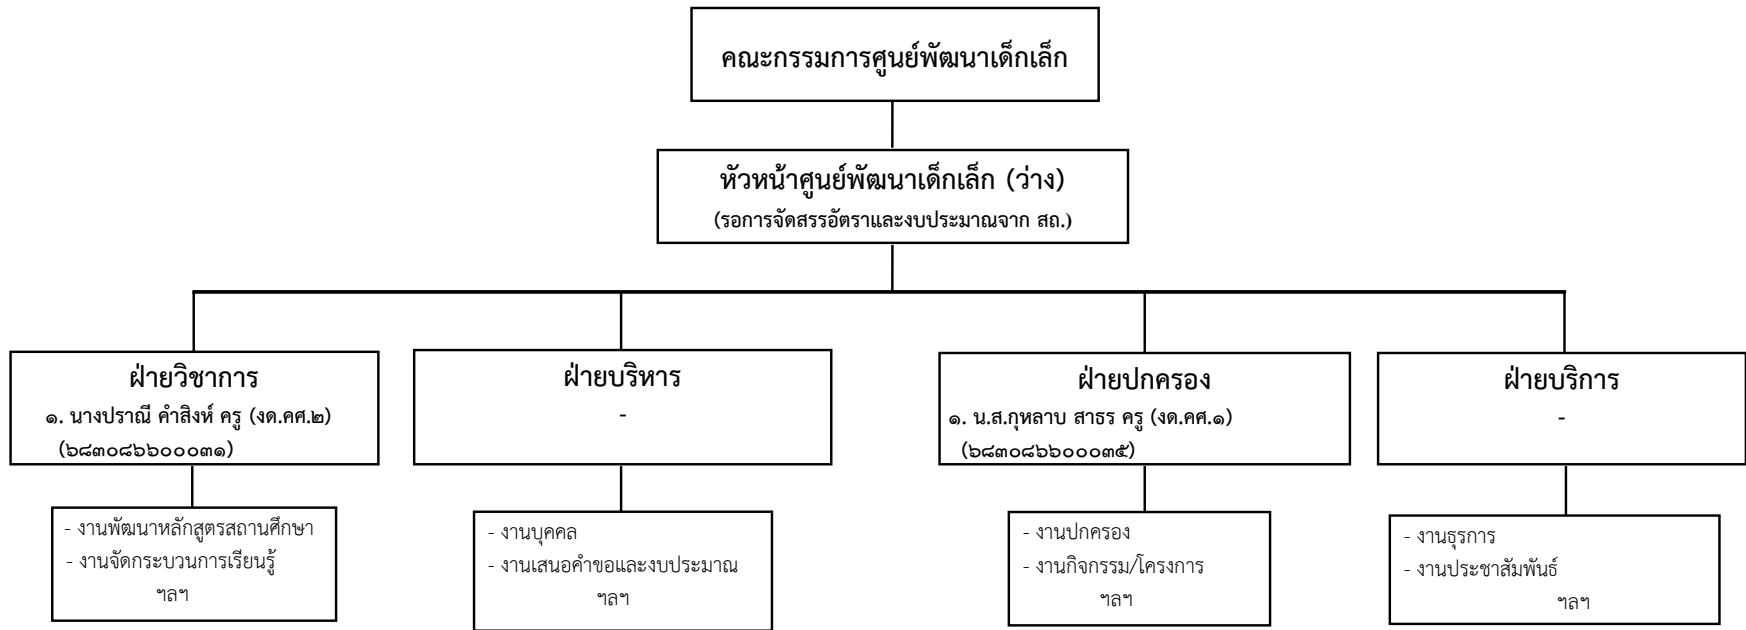 คณะกรรมการศูนย์พัฒนาเด็กเล็ก
หัวหน้าศูนย์พัฒนาเด็กเล็ก (ว่าง)
(รอการจัดสรรอัตราและงบประมาณจาก สถ.)
ฝ่ายวิชาการ
๑. นางปราณี คำสิงห์ ครู (งด.คศ.๒)
(๖๘๓๐๘๖๖๐๐๐๓๑)
ฝ่ายบริหาร
-
ฝ่ายปกครอง
๑. น.ส.กุหลาบ สาธร ครู (งด.คศ.๑)
(๖๘๓๐๘๖๖๐๐๐๓๕)
ฝ่ายบริการ
-
- งานพัฒนาหลักสูตรสถานศึกษา
- งานจัดกระบวนการเรียนรู้
ฯลฯ
- งานบุคคล
- งานเสนอคำขอและงบประมาณ
ฯลฯ
- งานปกครอง
- งานกิจกรรม/โครงการ
ฯลฯ
- งานธุรการ
- งานประชาสัมพันธ์
ฯลฯ